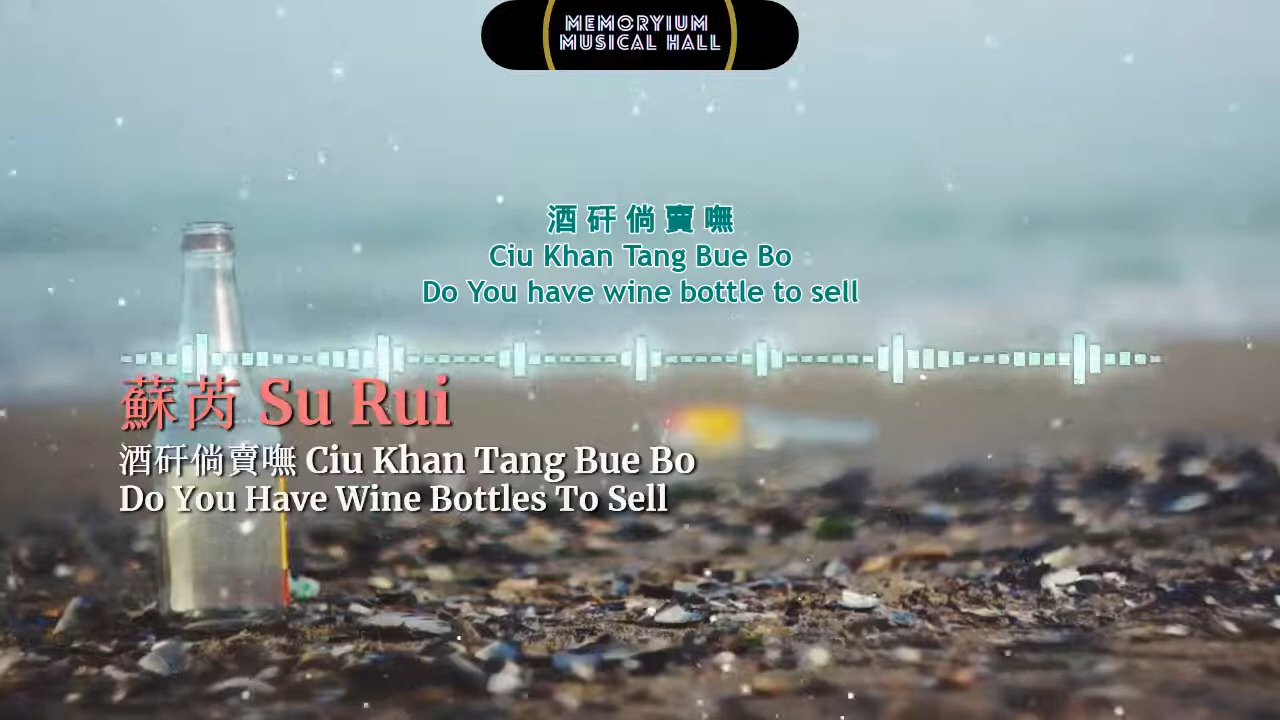 MEMORYIUM
MUSICAL HALL
酒矸倘賣嘸
Ciu Khan Tang Bue Bo
Do You have wine bottle to sell
蘇芮 Su Rui
酒矸倘賣嘸 Ciu Khan Tang Bue Bo
Do You Have Wine Bottles To Sell